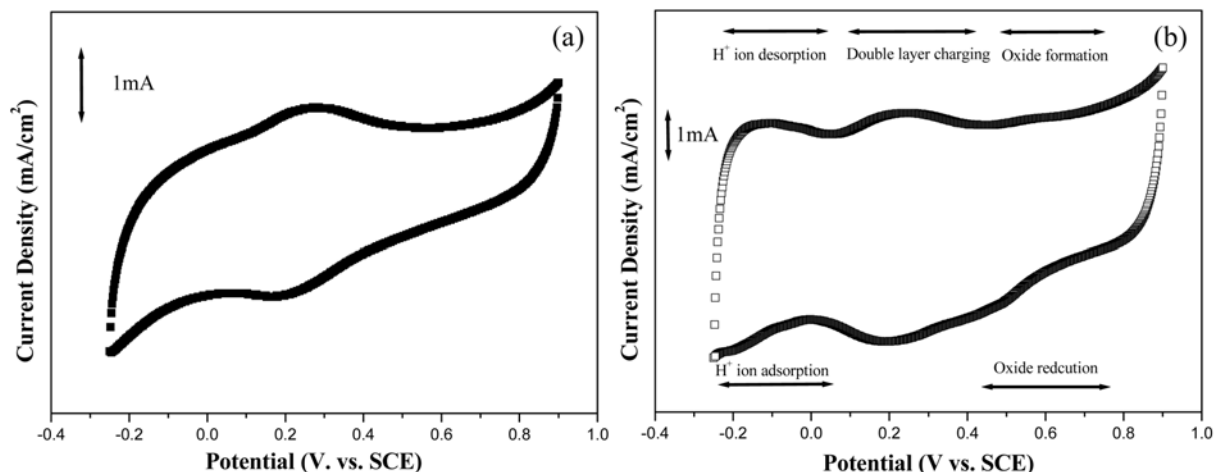 (a)
1mA
Current Density (mA/cm²)
-0.4 -0.2 0.0 0.2 0.4 0.6 0.8 1.0
Potential (V. vs. SCE)
(b)
H⁺ ion desorption Double layer charging Oxide formation
1mA
Current Density (mA/cm²)
H⁺ ion adsorption
Oxide redcution
-0.4 -0.2 0.0 0.2 0.4 0.6 0.8 1.0
Potential (V vs. SCE)